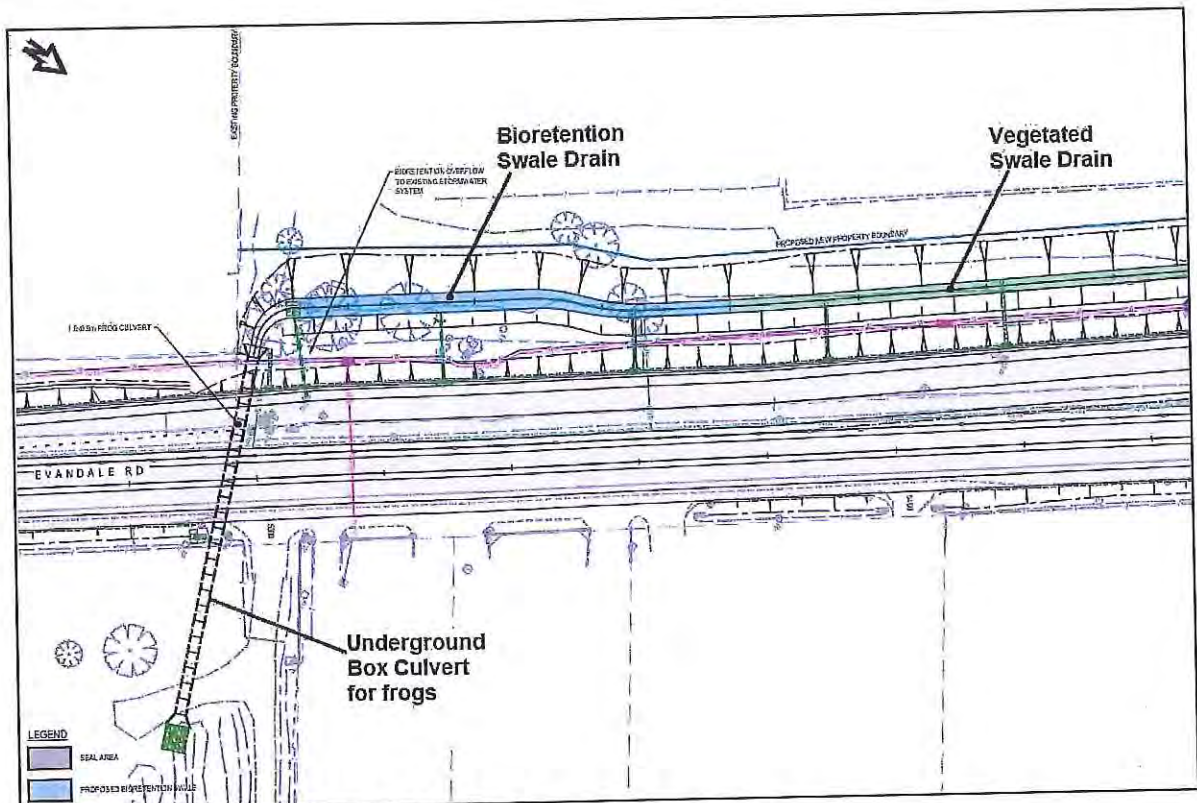 EXISTING PROPERTY BOUNDARY
Bioretention
Swale Drain
Vegetated
Swale Drain
BIORETENTION OVERFLOW
TO EXISTING STORMWATER
SYSTEM
PROPOSED NEW PROPERTY BOUNDARY
FROG CULVERT
EVANDALE RD
Underground
Box Culvert
for frogs
LEGEND
SEAL AREA
PROPOSED BIORETENTION SWALE